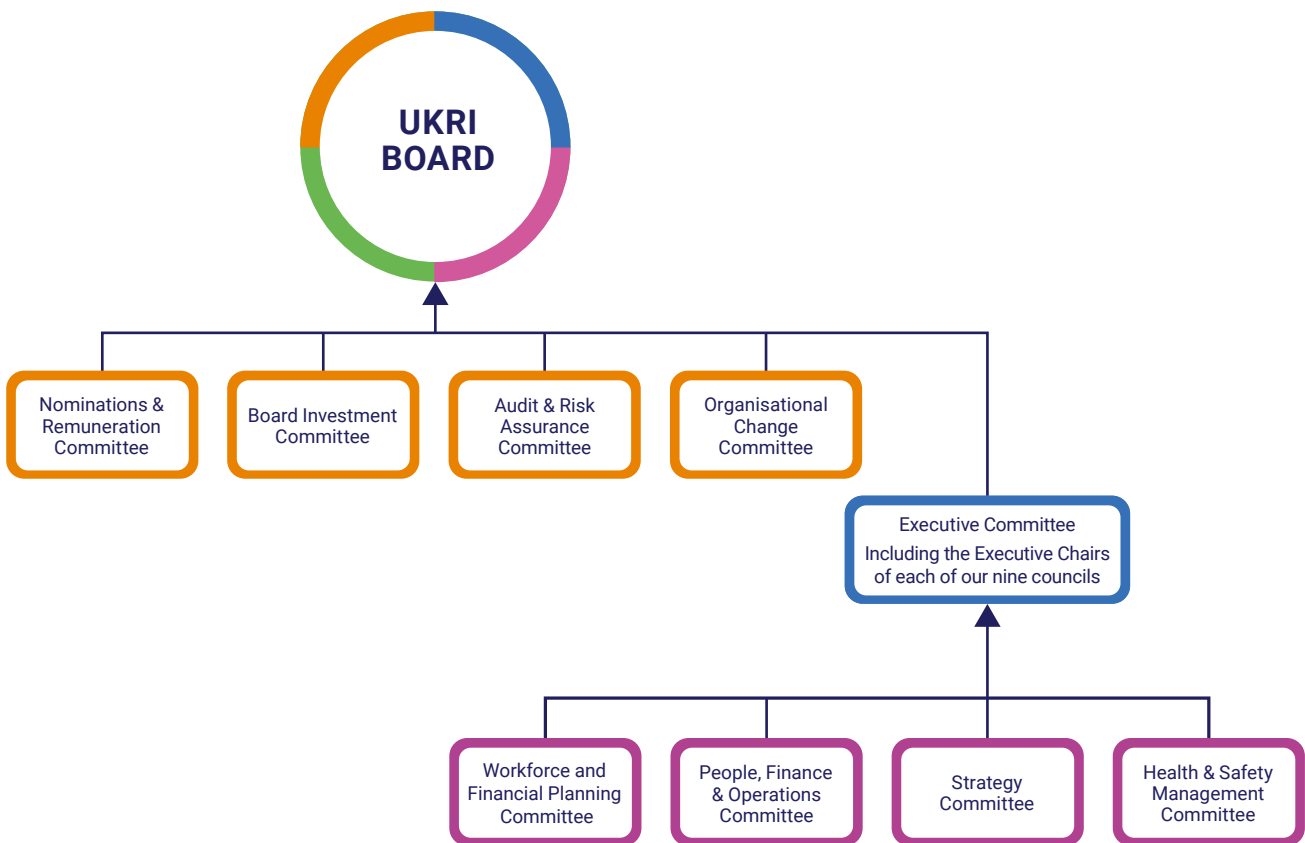 UKRI
BOARD
Nominations &
Remuneration
Committee
Board Investment
Committee
Audit & Risk
Assurance
Committee
Organisational
Change
Committee
Executive Committee
Including the Executive Chairs
of each of our nine councils
Workforce and
Financial Planning
Committee
People, Finance
& Operations
Committee
Strategy
Committee
Health & Safety
Management
Committee